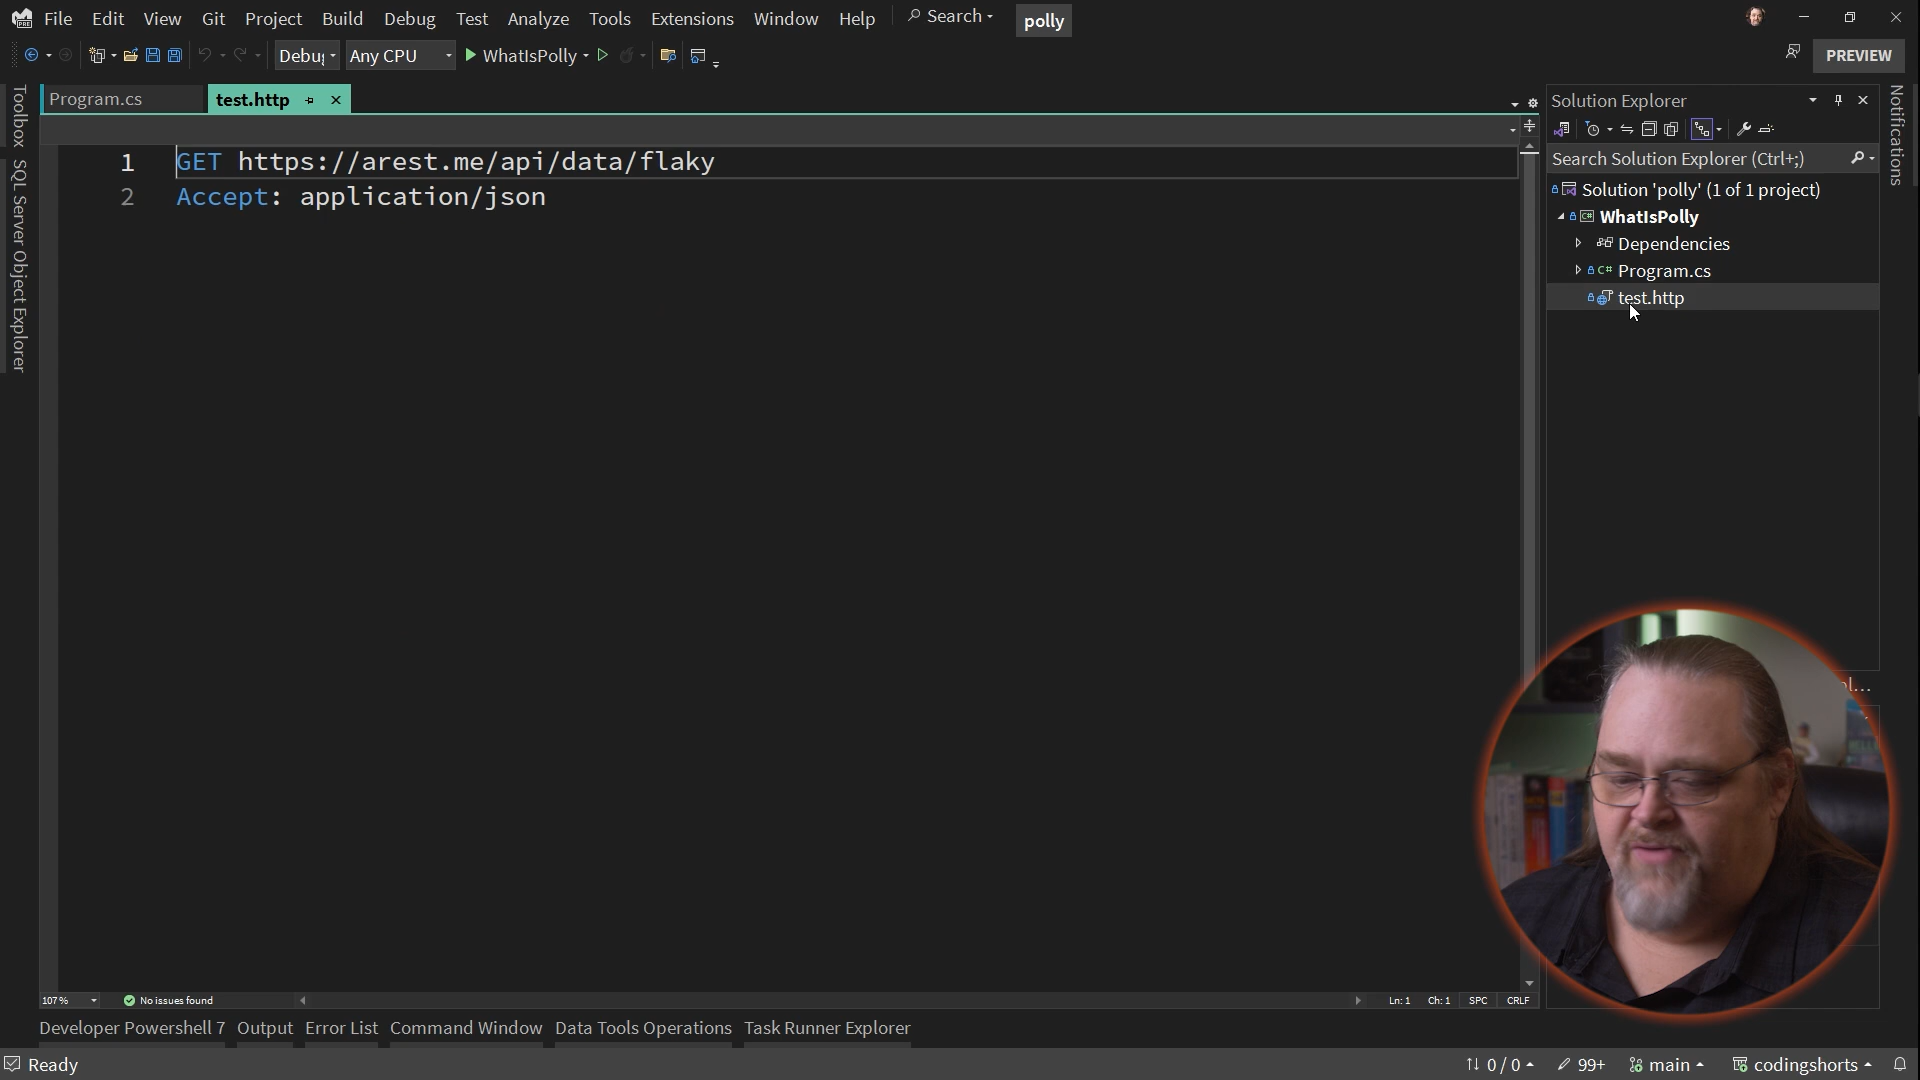 File Edit View Git Project Build Debug Test Analyze Tools Extensions Window Help Search polly
Any CPU WhatIsPolly PREVIEW
Toolbox
SQL Server Object Explorer
Program.cs test.http
1 GET https://arest.me/api/data/flaky
2 Accept: application/json
Solution Explorer
Search Solution Explorer (Ctrl+;)
Solution 'polly' (1 of 1 project)
WhatIsPolly
Dependencies
C# Program.cs
test.http
Notifications
107 % No issues found Ln: 1 Ch: 1 SPC CRLF
Developer Powershell 7 Output Error List Command Window Data Tools Operations Task Runner Explorer
Ready 0 / 0 99+ main codingshorts